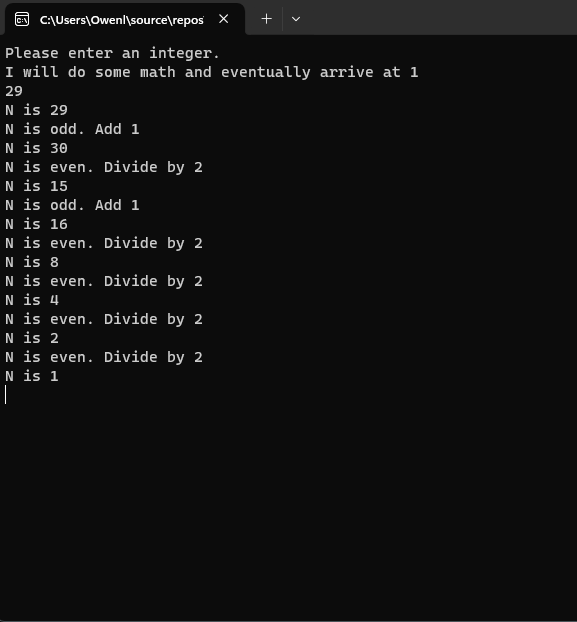 C:\Users\Owenl\source\repos
Please enter an integer.
I will do some math and eventually arrive at 1
29
N is 29
N is odd. Add 1
N is 30
N is even. Divide by 2
N is 15
N is odd. Add 1
N is 16
N is even. Divide by 2
N is 8
N is even. Divide by 2
N is 4
N is even. Divide by 2
N is 2
N is even. Divide by 2
N is 1